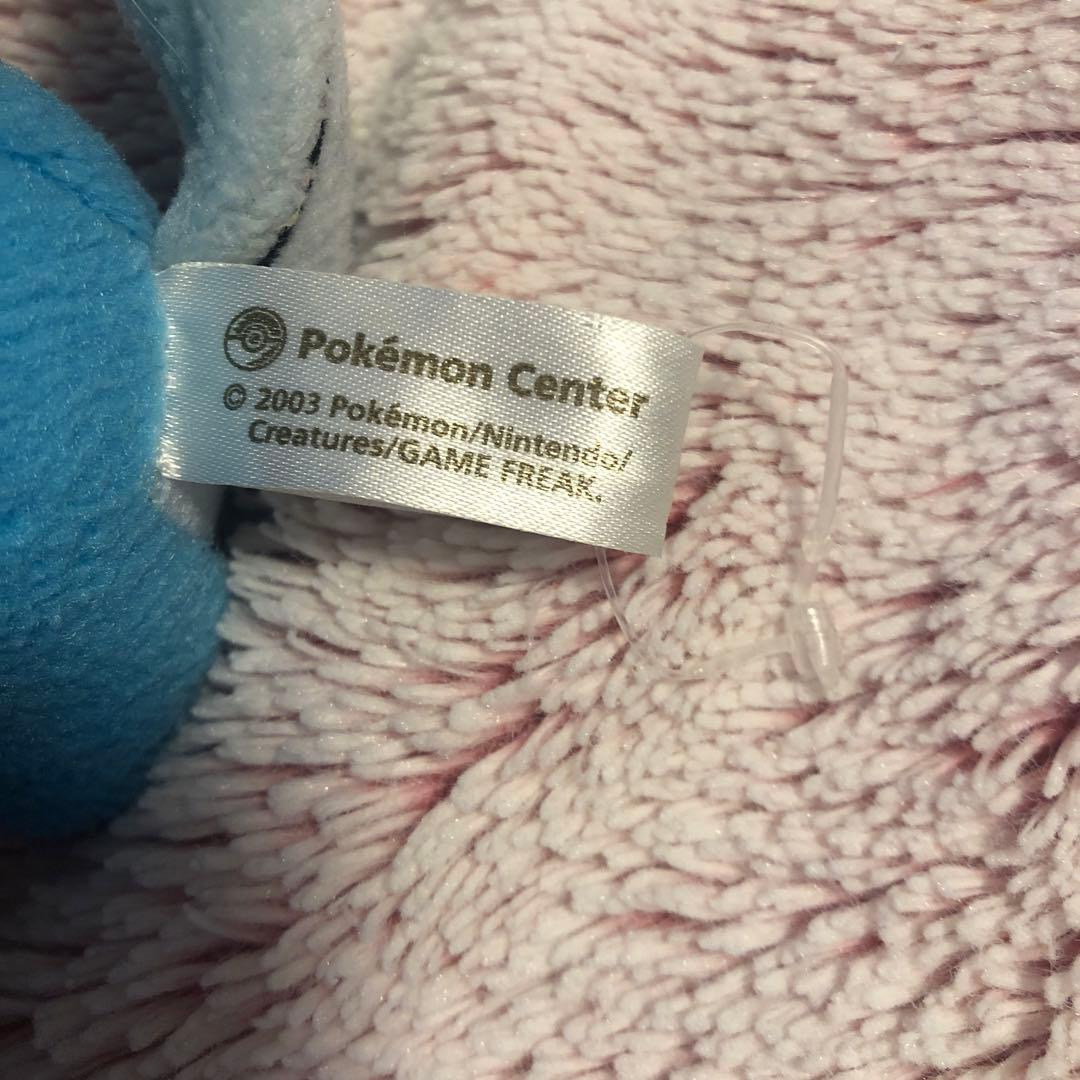 Pokémon Center
© 2003 Pokémon/Nintendo/
Creatures/GAME FREAK.